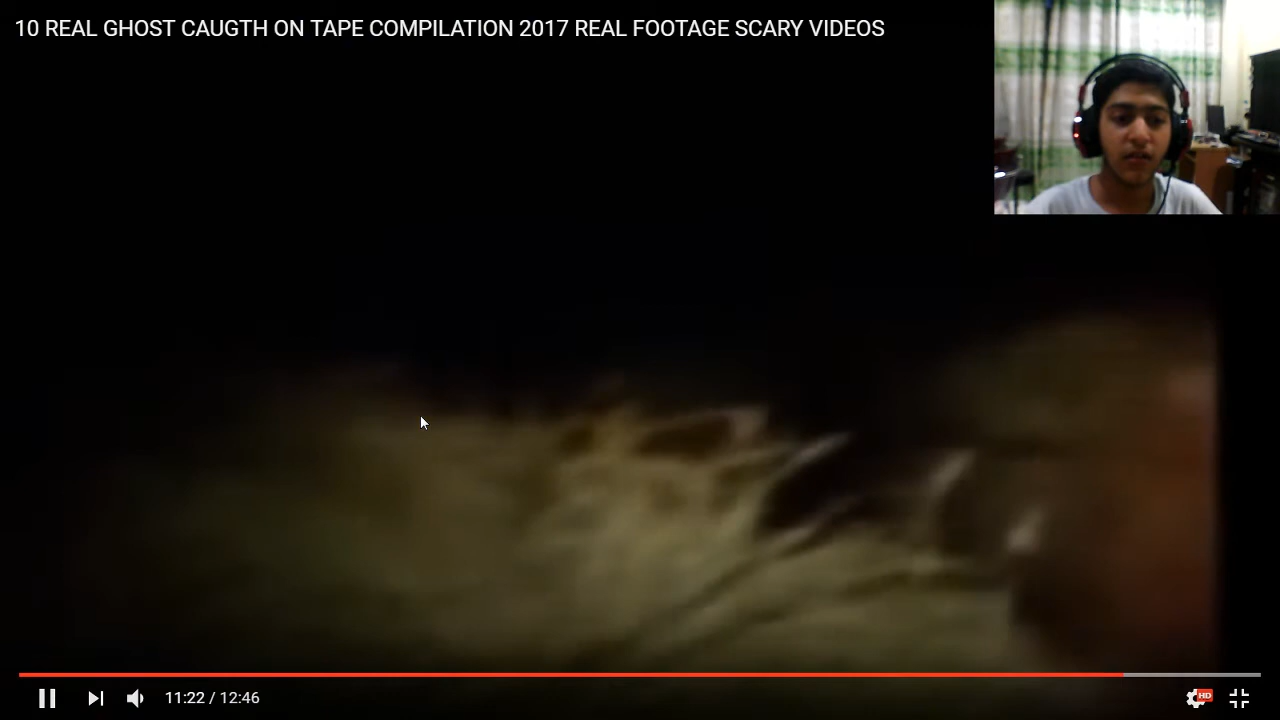 10 REAL GHOST CAUGTH ON TAPE COMPILATION 2017 REAL FOOTAGE SCARY VIDEOS
11:22 / 12:46
HD